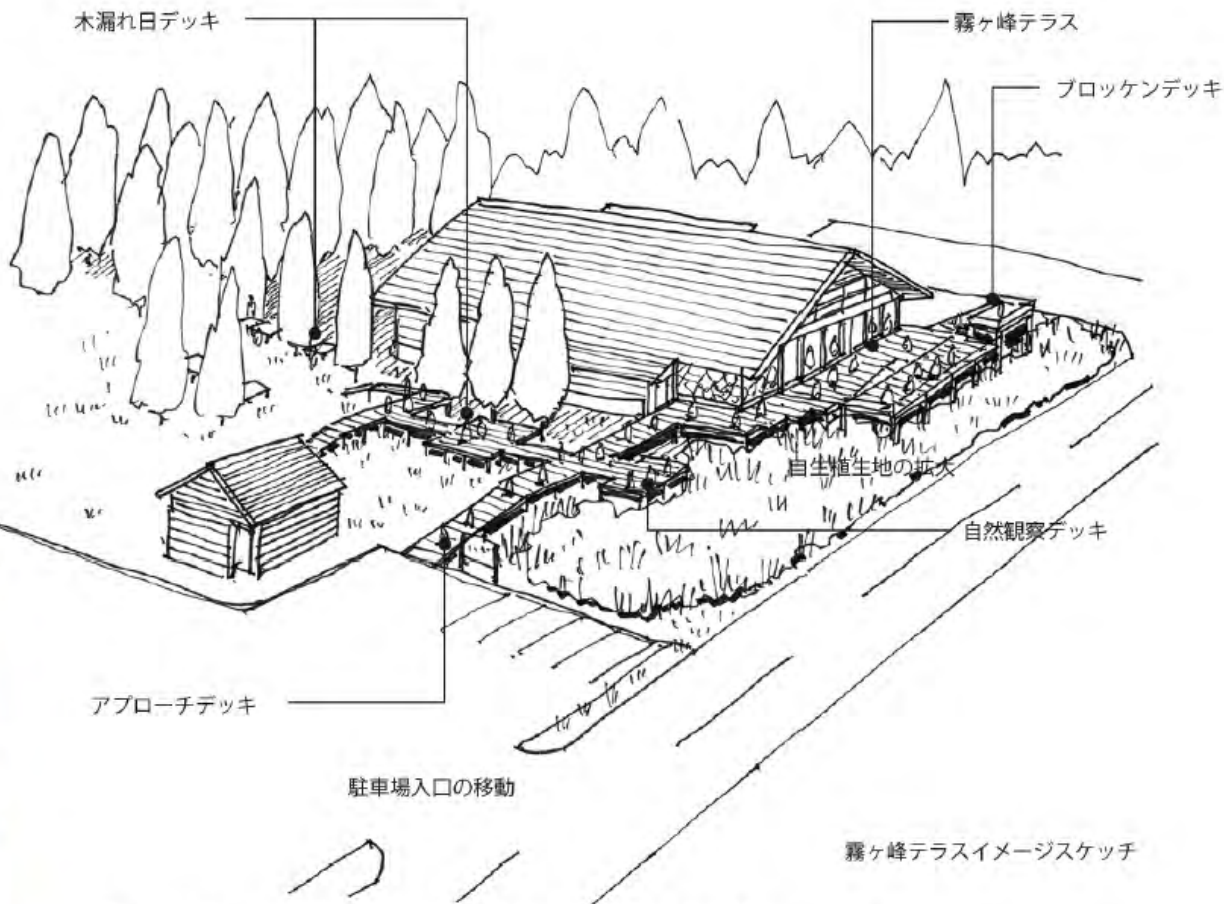 木漏れ日デッキ
霧ヶ峰テラス
ブロッケンデッキ
自生植生地の拡大
自然観察デッキ
アプローチデッキ
駐車場入口の移動
霧ヶ峰テラスイメージスケッチ